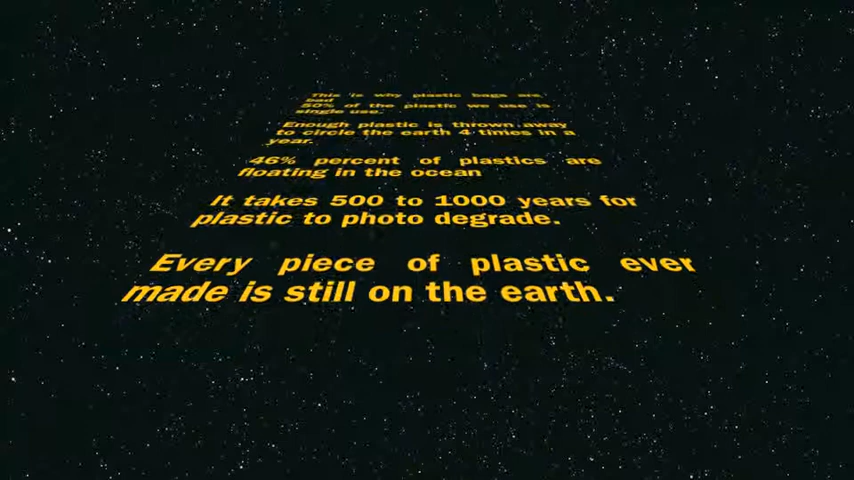 This is why plastic bags are
bad
50% of the plastic we use is
single use.
Enough plastic is thrown away
to circle the earth 4 times in a
year.
46% percent of plastics are
floating in the ocean
It takes 500 to 1000 years for
plastic to photo degrade.
Every piece of plastic ever
made is still on the earth.